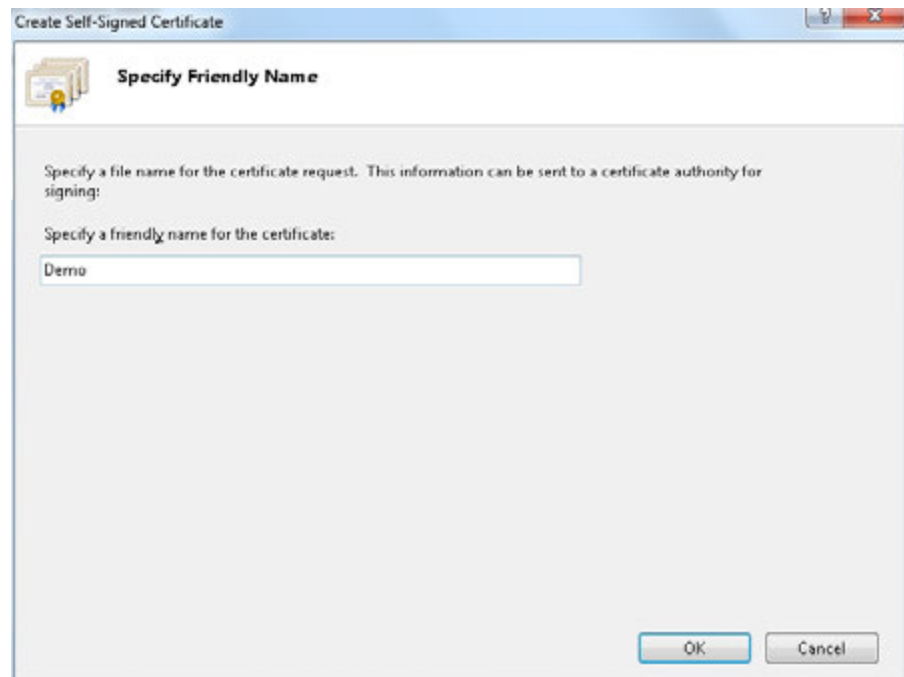 Create Self-Signed Certificate
Specify Friendly Name
Specify a file name for the certificate request. This information can be sent to a certificate authority for
signing:
Specify a friendly name for the certificate:
Demo
OK Cancel